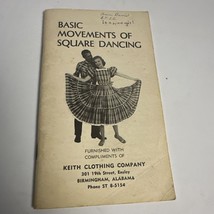 BASIC
MOVEMENTS OF
SQUARE DANCING
FURNISHED WITH
COMPLIMENTS OF
KEITH CLOTHING COMPANY
301 19th Street, Ensley
BIRMINGHAM, ALABAMA
Phone ST 8-5154